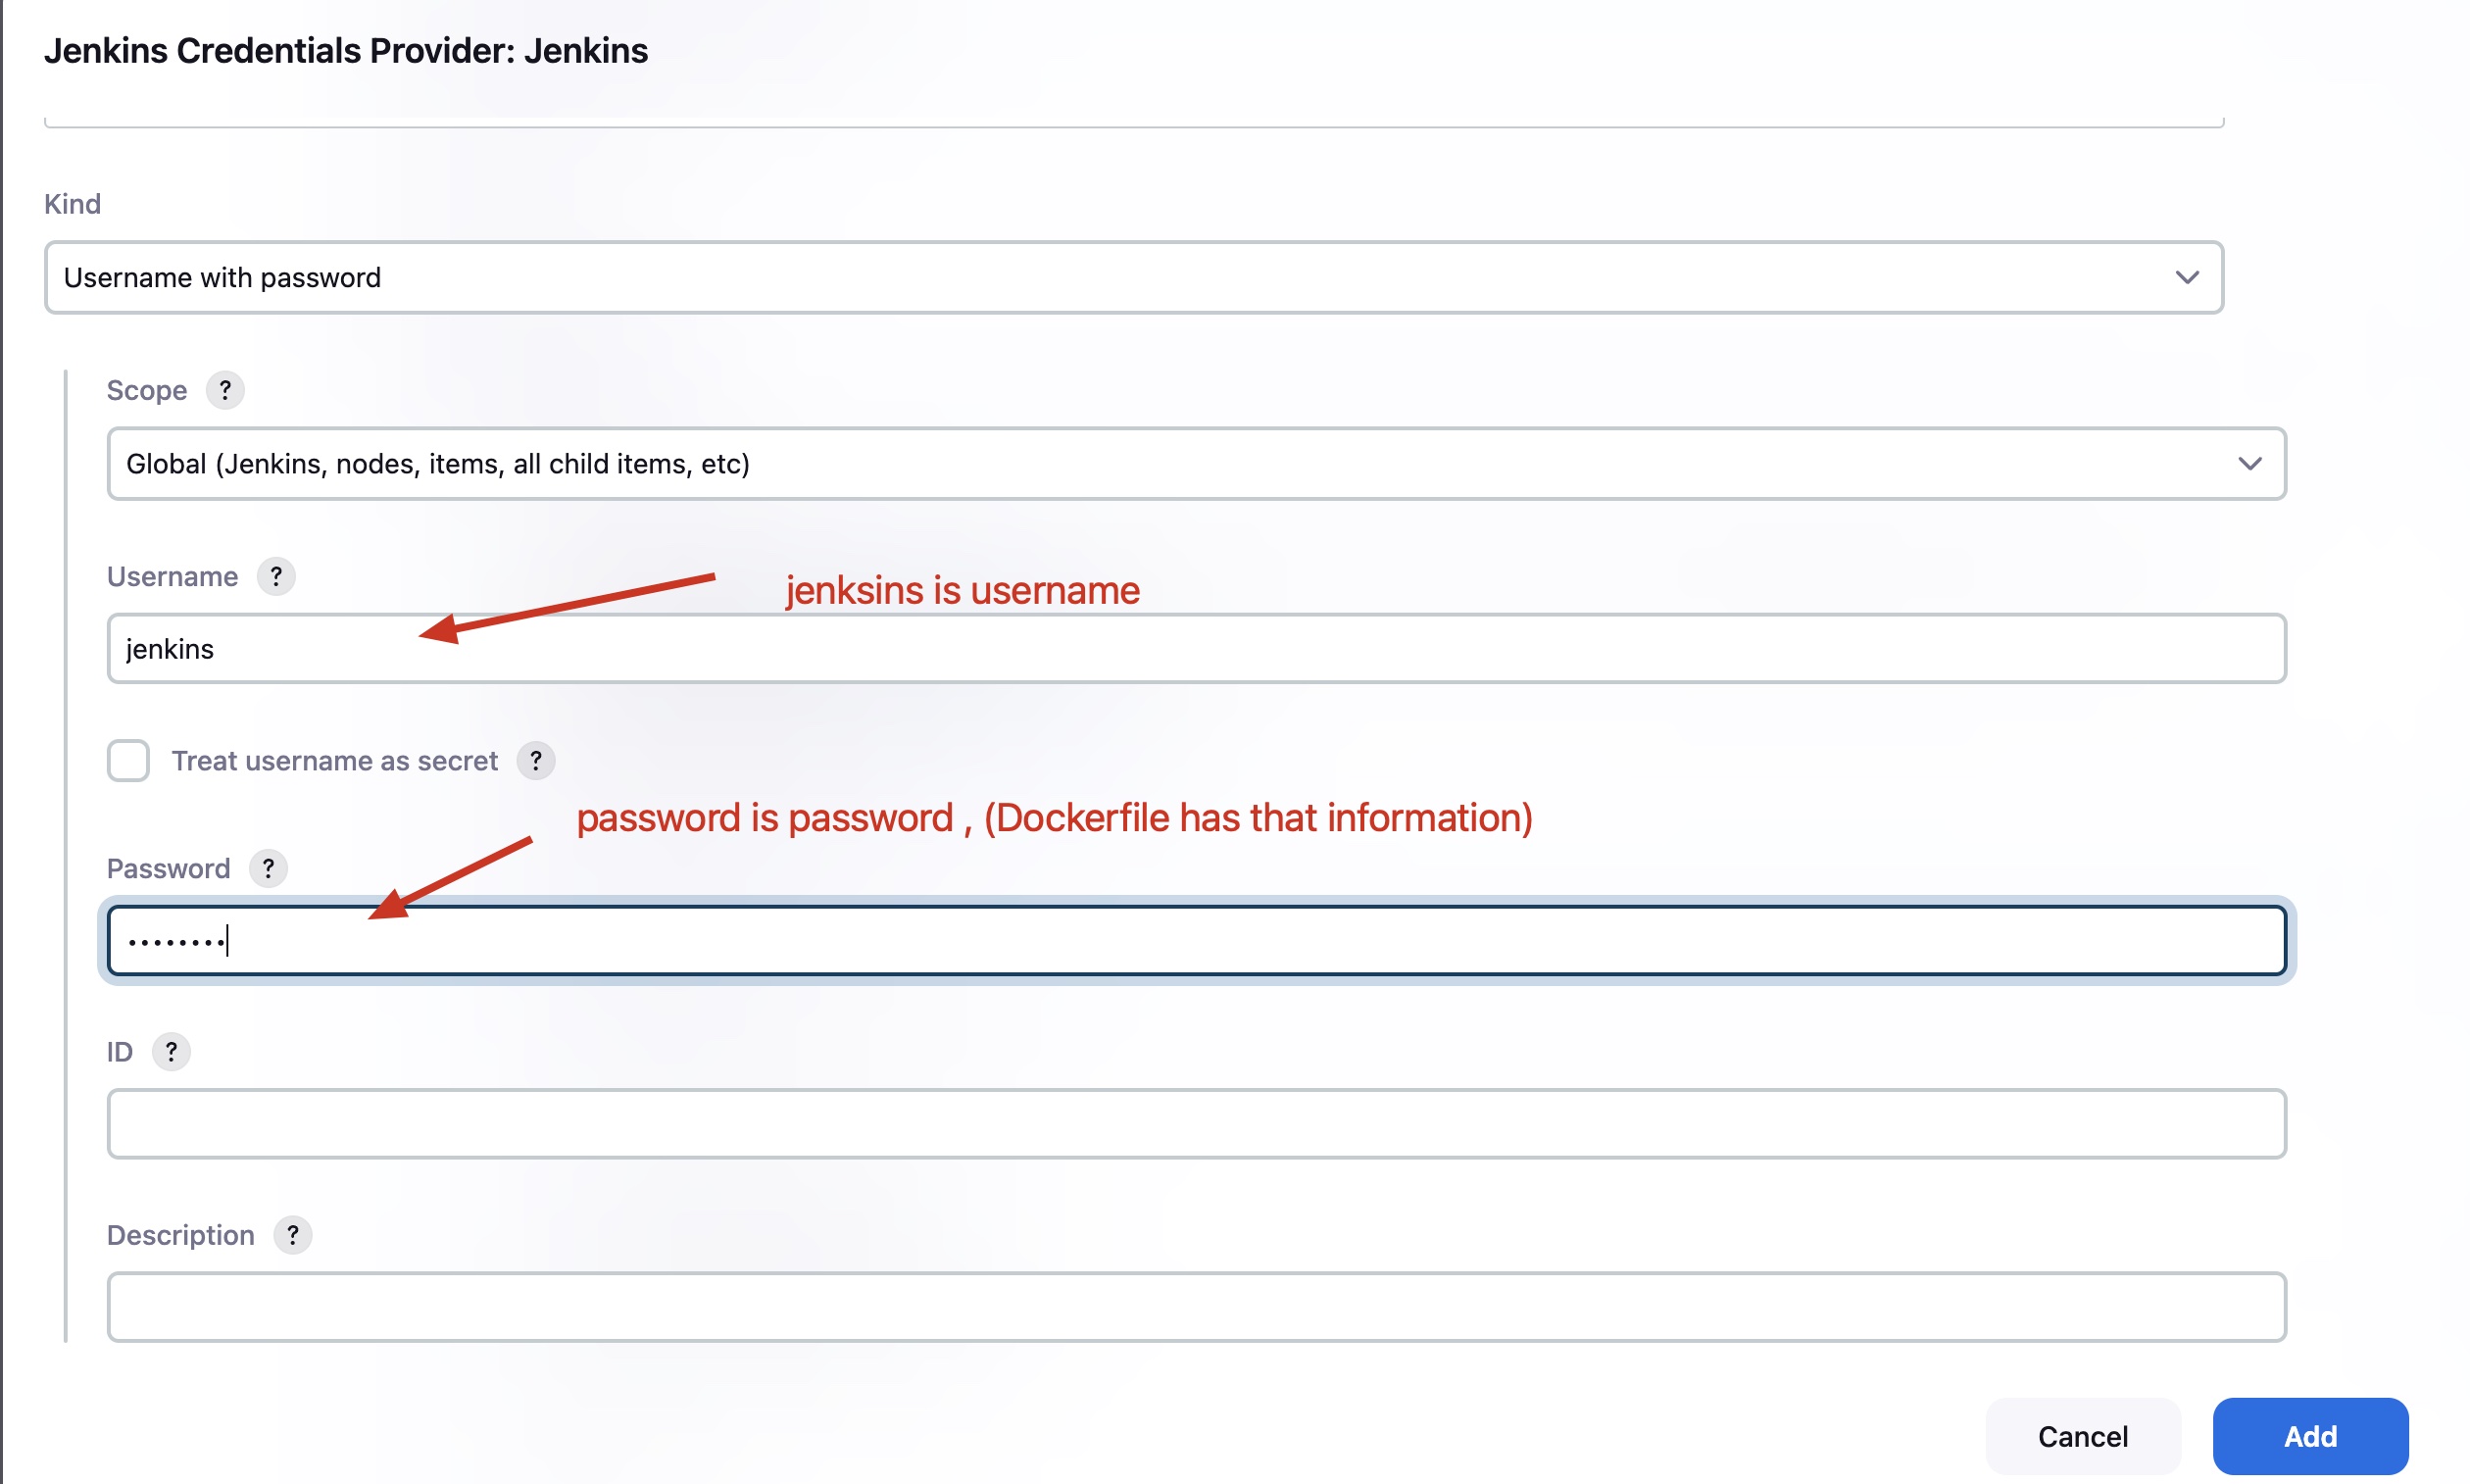 Jenkins Credentials Provider: Jenkins
Kind
Username with password
Scope ?
Global (Jenkins, nodes, items, all child items, etc)
Username ?
jenksins is username
jenkins
Treat username as secret ?
password is password , (Dockerfile has that information)
Password ?
••••••••
ID ?
Description ?
Cancel Add